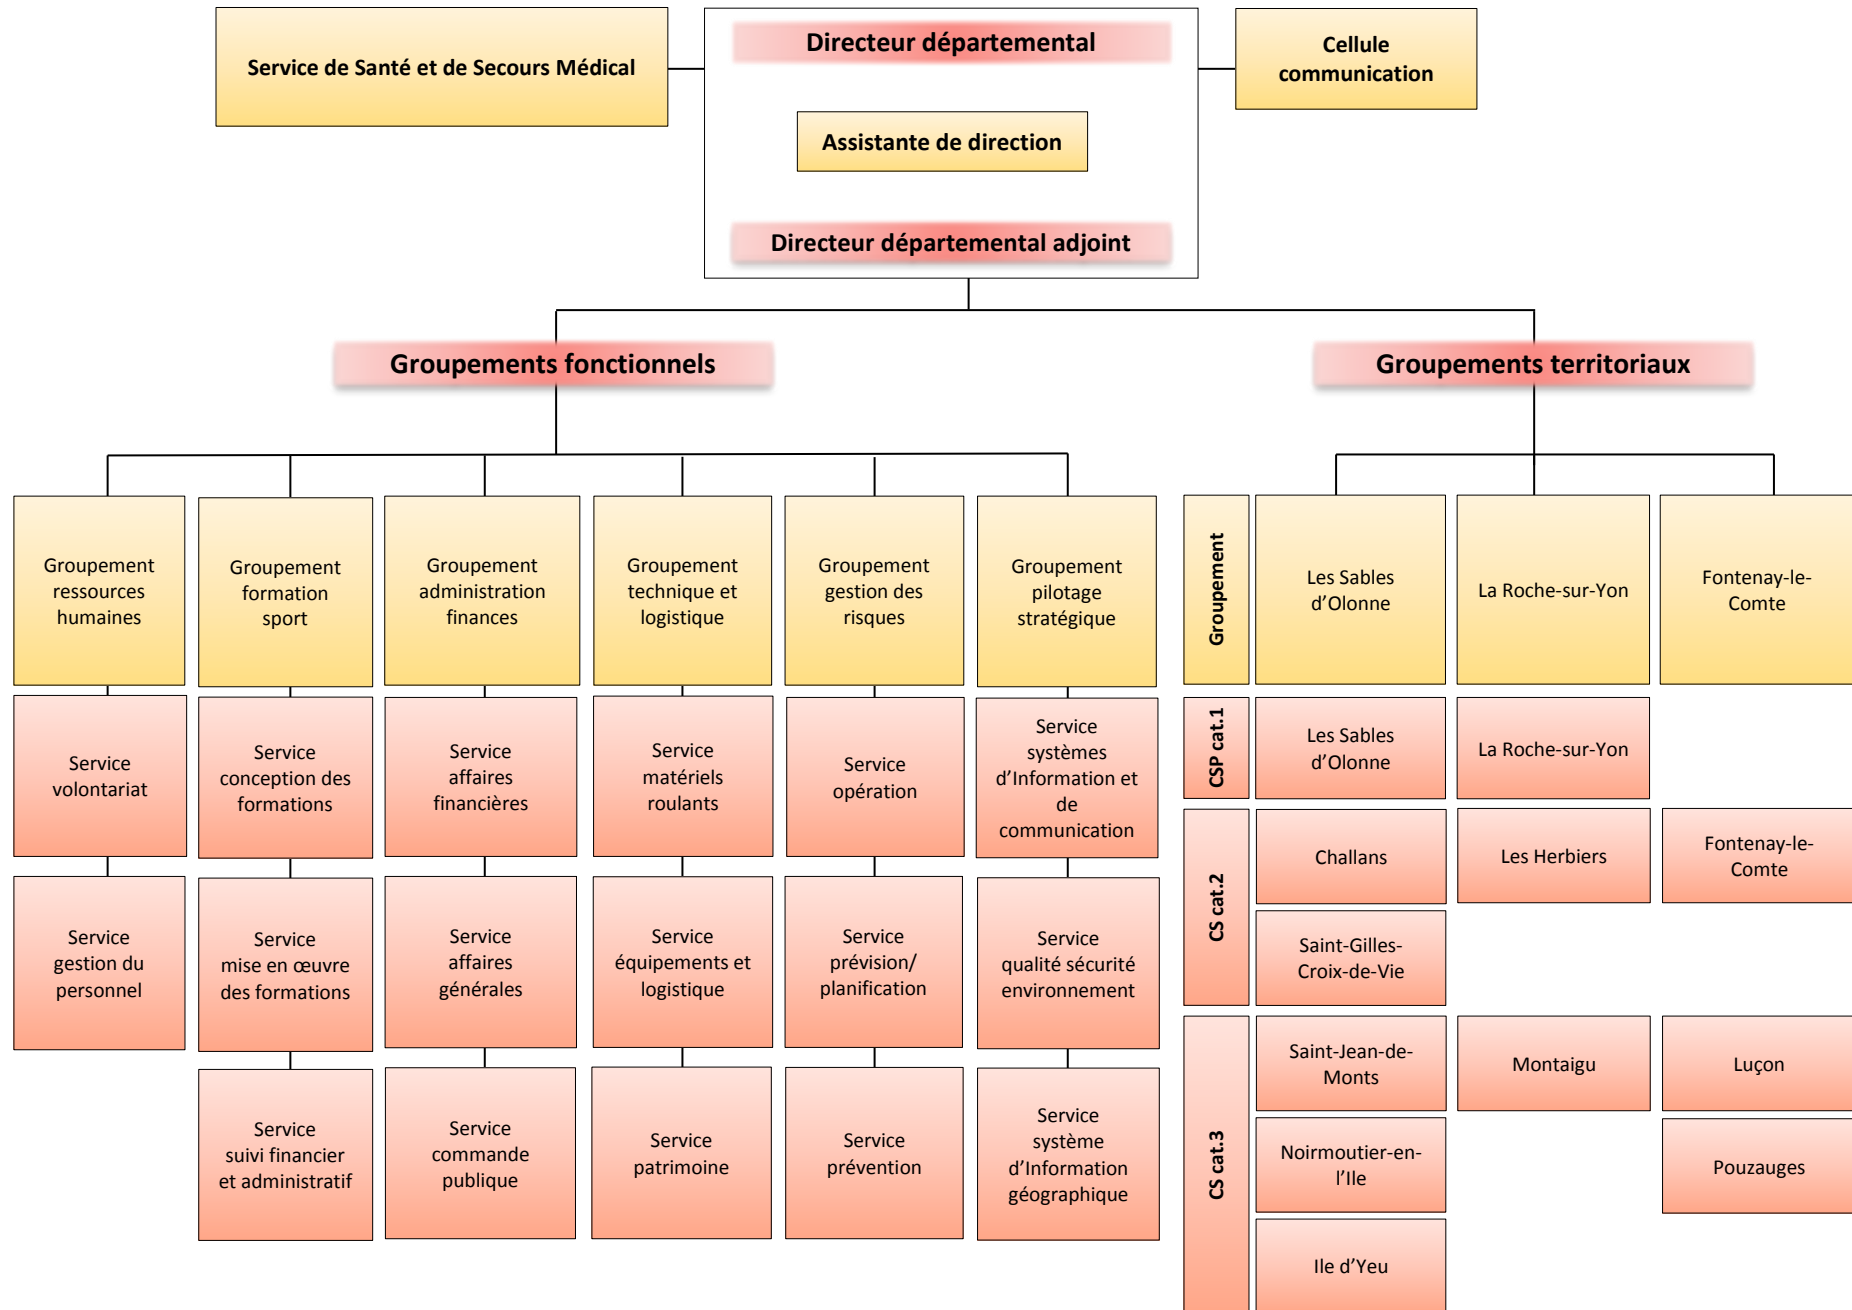 Service de Santé et de Secours Médical
Directeur départemental
Assistante de direction
Directeur départemental adjoint
Cellule
communication
Groupements fonctionnels
Groupements territoriaux
Groupement
ressources
humaines
Service
volontariat
Service
gestion du
personnel
Groupement
formation
sport
Service
conception des
formations
Service
mise en œuvre
des formations
Service
suivi financier
et administratif
Groupement
administration
finances
Service
affaires
financières
Service
affaires
générales
Service
commande
publique
Groupement
technique et
logistique
Service
matériels
roulants
Service
équipements et
logistique
Service
patrimoine
Groupement
gestion des
risques
Service
opération
Service
prévision/
planification
Service
prévention
Groupement
pilotage
stratégique
Service
systèmes
d’Information et
de
communication
Service
qualité sécurité
environnement
Service
système
d’Information
géographique
Groupement
Les Sables
d’Olonne
La Roche-sur-Yon
Fontenay-le-
Comte
CSP cat.1
Les Sables
d’Olonne
La Roche-sur-Yon
CS cat.2
Challans
Les Herbiers
Fontenay-le-
Comte
Saint-Gilles-
Croix-de-Vie
CS cat.3
Saint-Jean-de-
Monts
Montaigu
Luçon
Noirmoutier-en-
l’Ile
Pouzauges
Ile d’Yeu